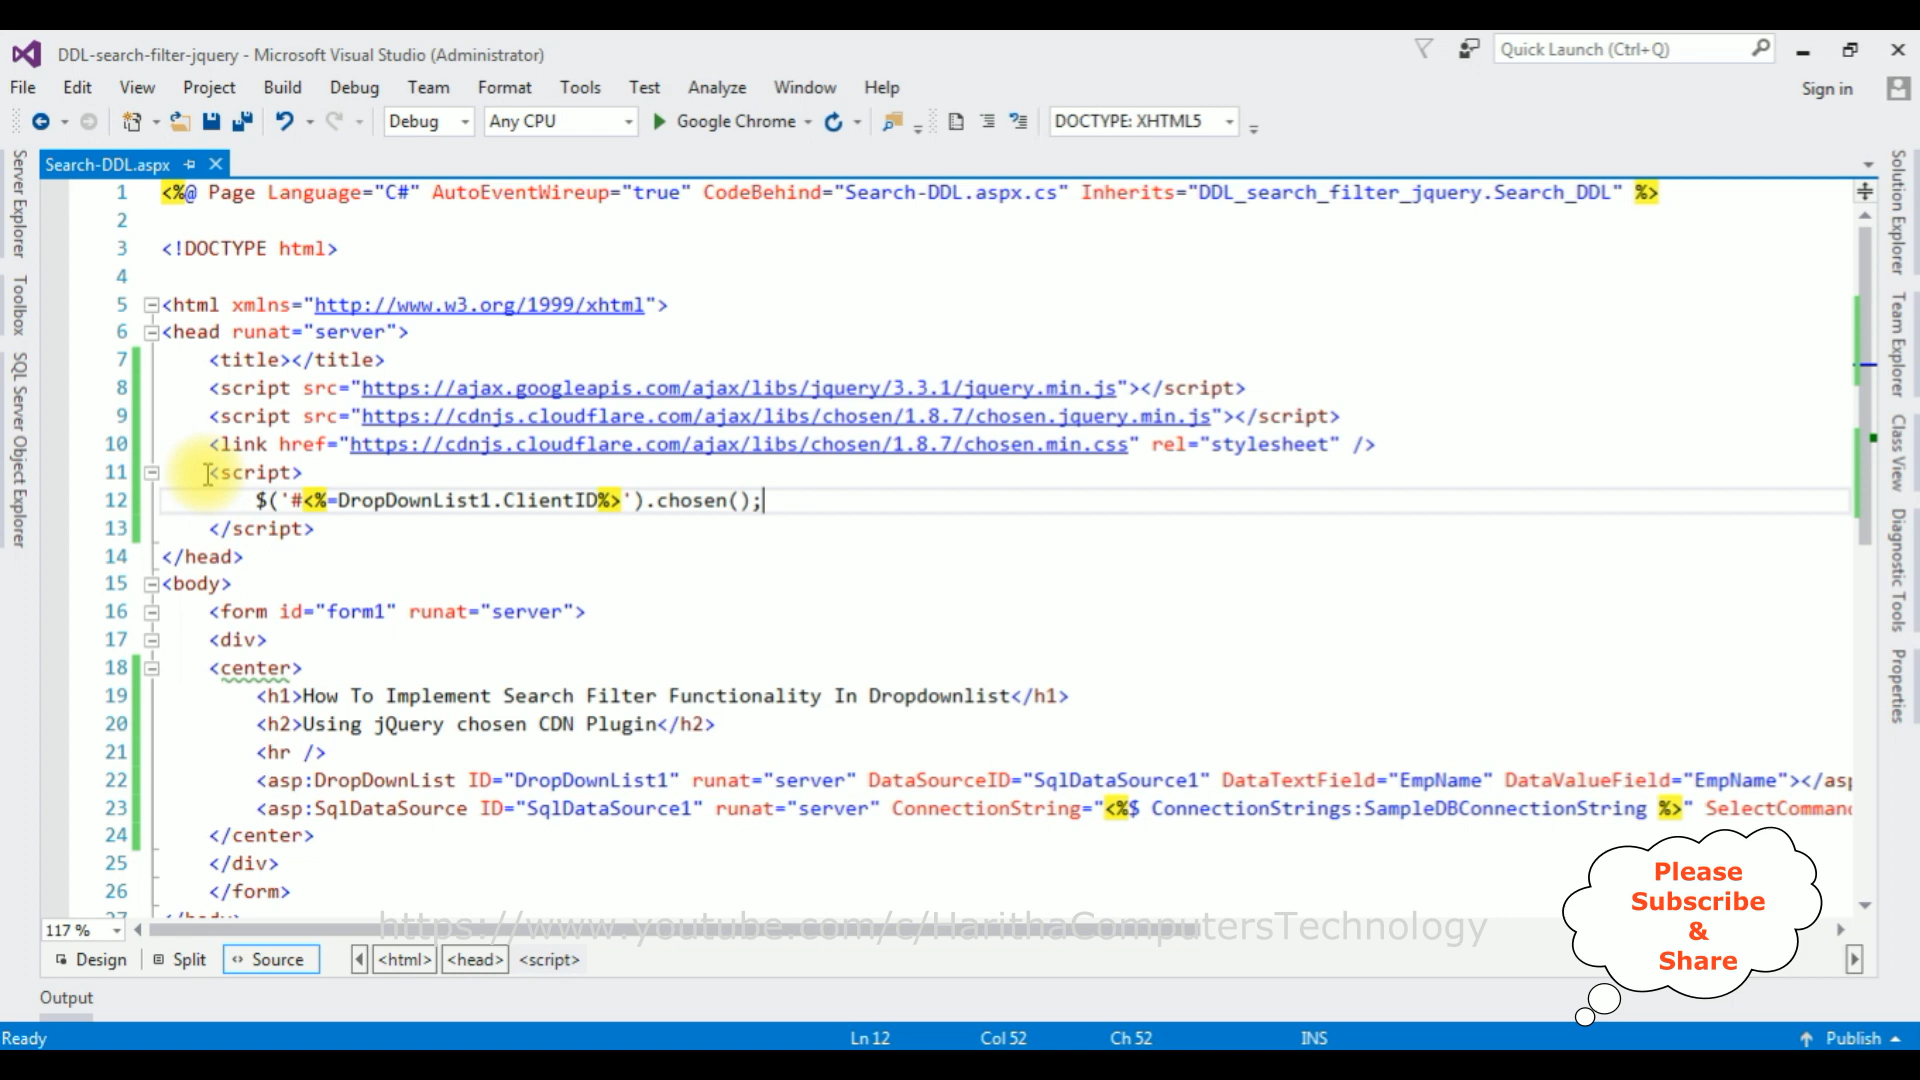 DDL-search-filter-jquery - Microsoft Visual Studio (Administrator)
Quick Launch (Ctrl+Q)
File Edit View Project Build Debug Team Format Tools Test Analyze Window Help
Sign in
Debug Any CPU Google Chrome DOCTYPE: XHTML5
Server Explorer
Toolbox
SQL Server Object Explorer
Search-DDL.aspx
1 <%@ Page Language="C#" AutoEventWireup="true" CodeBehind="Search-DDL.aspx.cs" Inherits="DDL_search_filter_jquery.Search_DDL" %>
2
3 <!DOCTYPE html>
4
5 <html xmlns="http://www.w3.org/1999/xhtml">
6 <head runat="server">
7 <title></title>
8 <script src="https://ajax.googleapis.com/ajax/libs/jquery/3.3.1/jquery.min.js"></script>
9 <script src="https://cdnjs.cloudflare.com/ajax/libs/chosen/1.8.7/chosen.jquery.min.js"></script>
10 <link href="https://cdnjs.cloudflare.com/ajax/libs/chosen/1.8.7/chosen.min.css" rel="stylesheet" />
11 <script>
12 $('#<%=DropDownList1.ClientID%>').chosen();
13 </script>
14 </head>
15 <body>
16 <form id="form1" runat="server">
17 <div>
18 <center>
19 <h1>How To Implement Search Filter Functionality In Dropdownlist</h1>
20 <h2>Using jQuery chosen CDN Plugin</h2>
21 <hr />
22 <asp:DropDownList ID="DropDownList1" runat="server" DataSourceID="SqlDataSource1" DataTextField="EmpName" DataValueField="EmpName"></asp
23 <asp:SqlDataSource ID="SqlDataSource1" runat="server" ConnectionString="<%$ ConnectionStrings:SampleDBConnectionString %>" SelectCommand
24 </center>
25 </div>
26 </form>
27 </body>
Solution Explorer
Team Explorer
Class View
Diagnostic Tools
Properties
Please
Subscribe
&
Share
https://www.youtube.com/c/HarithaComputersTechnology
117 %
Design Split Source <html> <head> <script>
Output
Ready Ln 12 Col 52 Ch 52 INS Publish